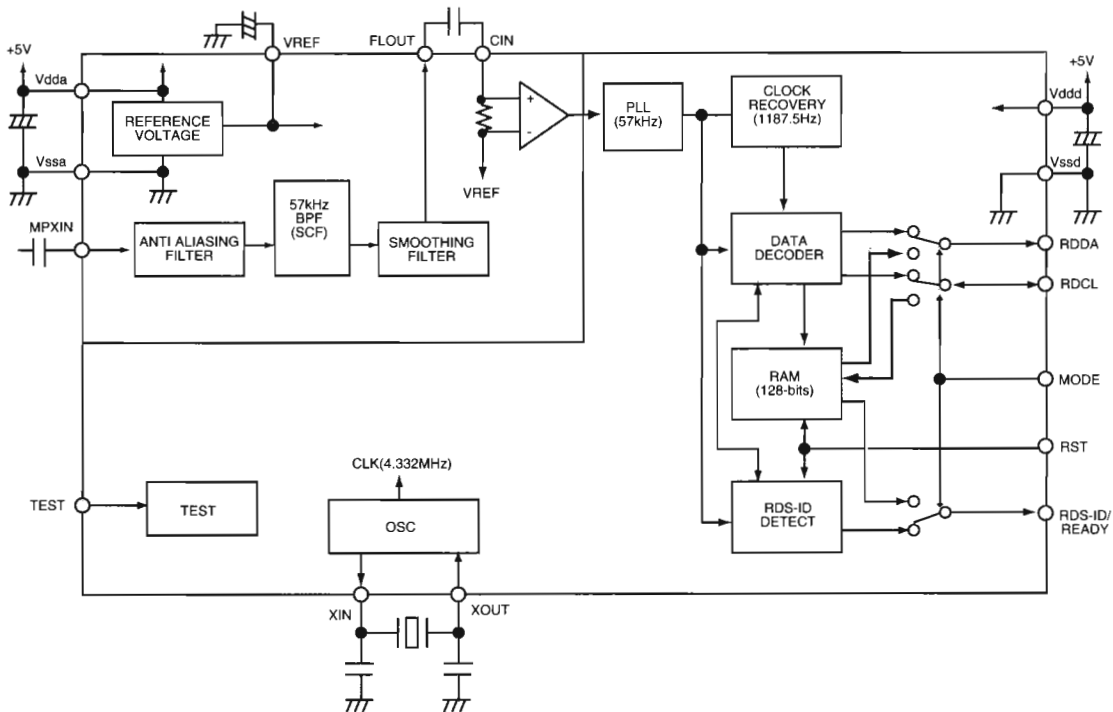 VREF
FLOUT
CIN
+5V
Vdda
REFERENCE
VOLTAGE
Vssa
+
-
VREF
PLL
(57kHz)
CLOCK
RECOVERY
(1187.5Hz)
+5V
Vddd
Vssd
MPXIN
ANTI ALIASING
FILTER
57kHz
BPF
(SCF)
SMOOTHING
FILTER
DATA
DECODER
RDDA
RDCL
RAM
(128-bits)
MODE
RST
CLK(4.332MHz)
TEST
TEST
OSC
RDS-ID
DETECT
RDS-ID/
READY
XIN
XOUT